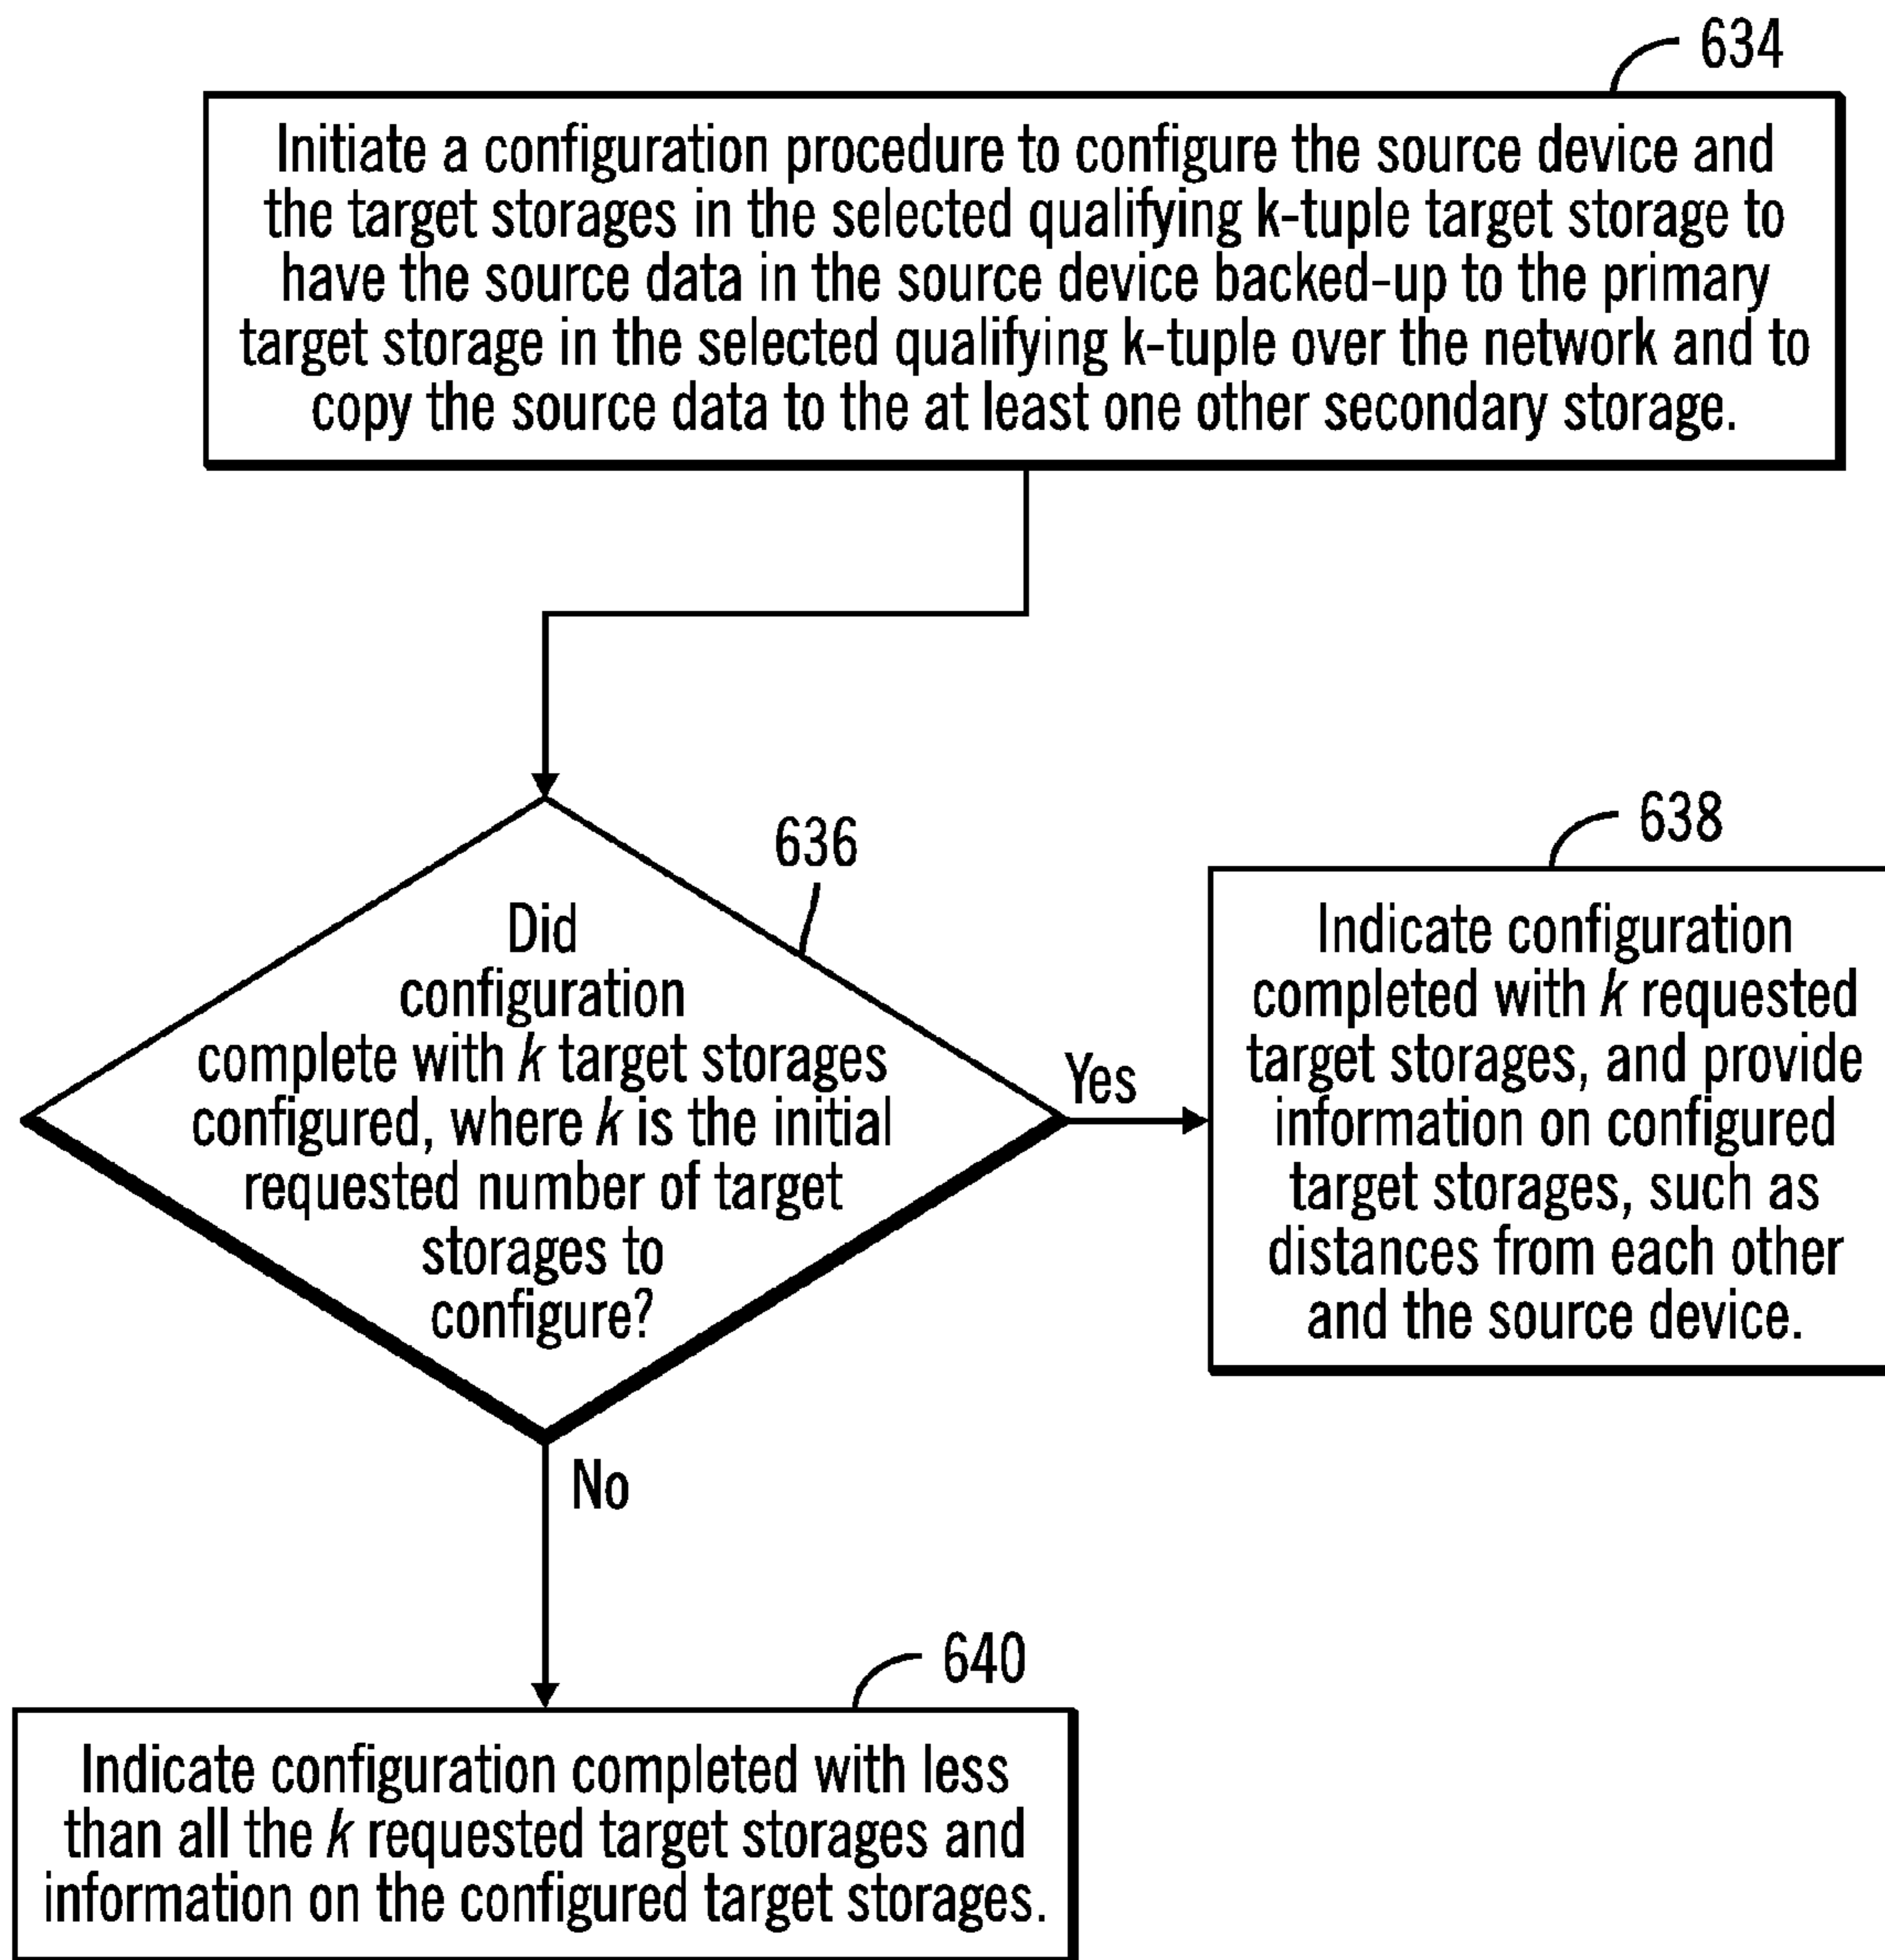 634
Initiate a configuration procedure to configure the source device and
the target storages in the selected qualifying k-tuple target storage to
have the source data in the source device backed-up to the primary
target storage in the selected qualifying k-tuple over the network and to
copy the source data to the at least one other secondary storage.
636
Did
configuration
complete with k target storages
configured, where k is the initial
requested number of target
storages to
configure?
Yes
638
Indicate configuration
completed with k requested
target storages, and provide
information on configured
target storages, such as
distances from each other
and the source device.
No
640
Indicate configuration completed with less
than all the k requested target storages and
information on the configured target storages.